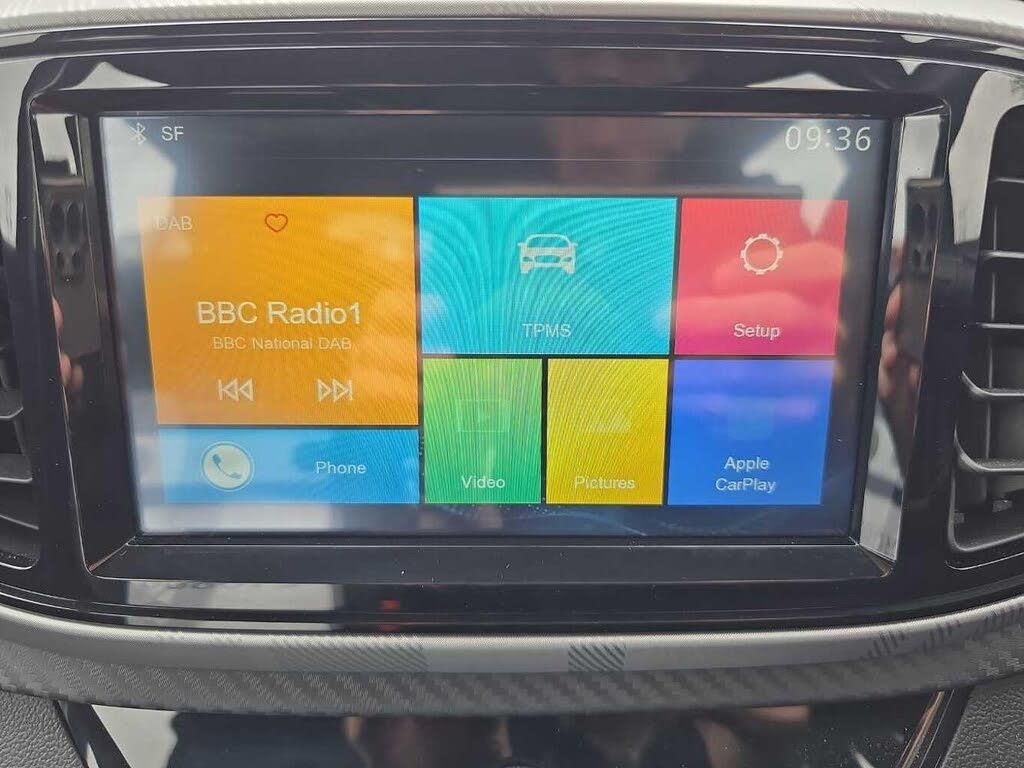 SF
09:36
DAB
BBC Radio1
BBC National DAB
Phone
TPMS
Setup
Video
Pictures
Apple
CarPlay